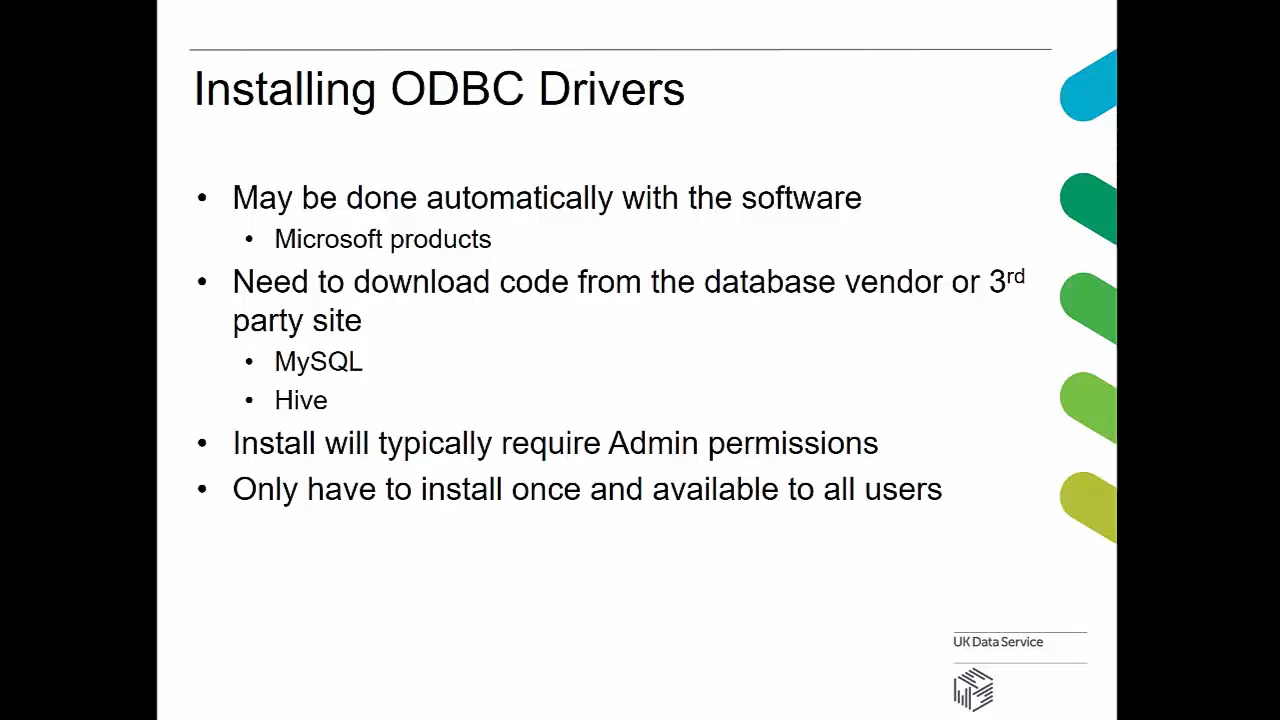 Installing ODBC Drivers
• May be done automatically with the software
• Microsoft products
• Need to download code from the database vendor or 3rd
party site
• MySQL
• Hive
• Install will typically require Admin permissions
• Only have to install once and available to all users
UK Data Service